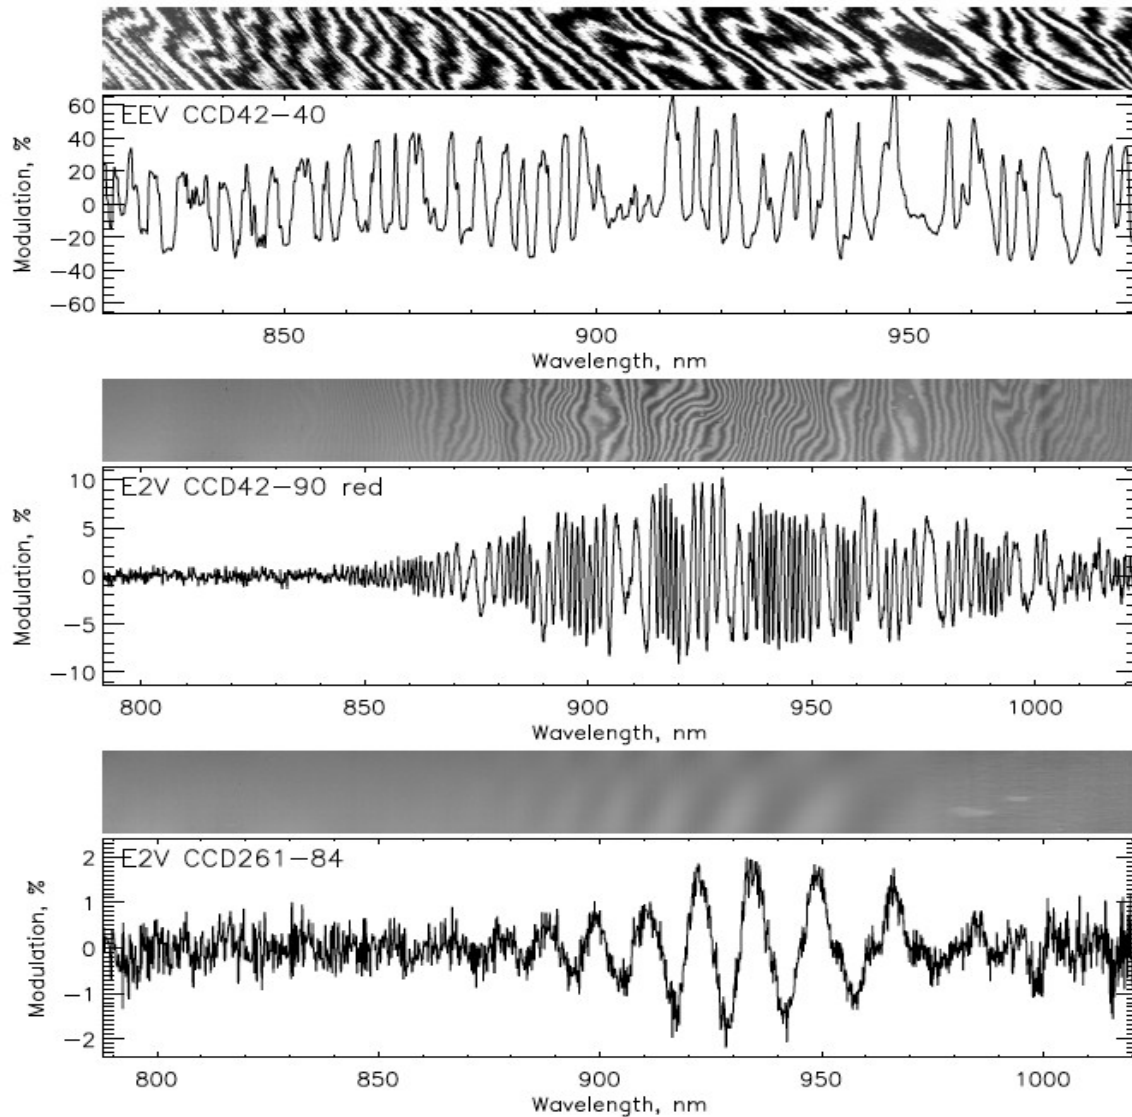 EEV CCD42-40
60
40
20
0
-20
-40
-60
Modulation, %
850 900 950
Wavelength, nm
E2V CCD42-90 red
10
5
0
-5
-10
Modulation, %
800 850 900 950 1000
Wavelength, nm
E2V CCD261-84
2
1
0
-1
-2
Modulation, %
800 850 900 950 1000
Wavelength, nm